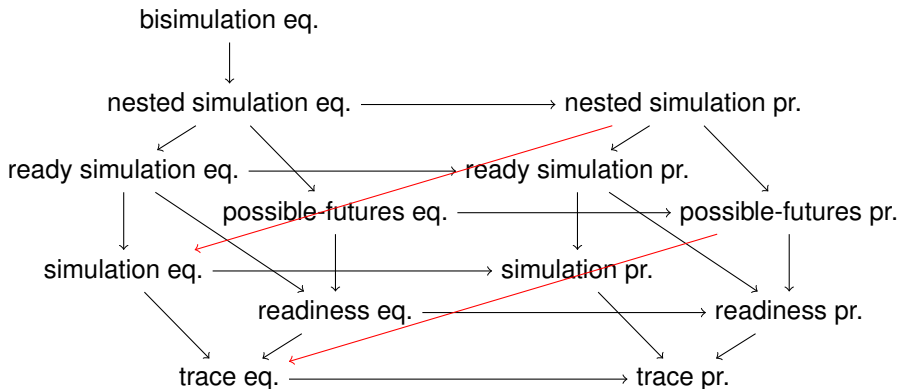 bisimulation eq.
nested simulation eq.
nested simulation pr.
ready simulation eq.
ready simulation pr.
possible-futures eq.
possible-futures pr.
simulation eq.
simulation pr.
readiness eq.
readiness pr.
trace eq.
trace pr.